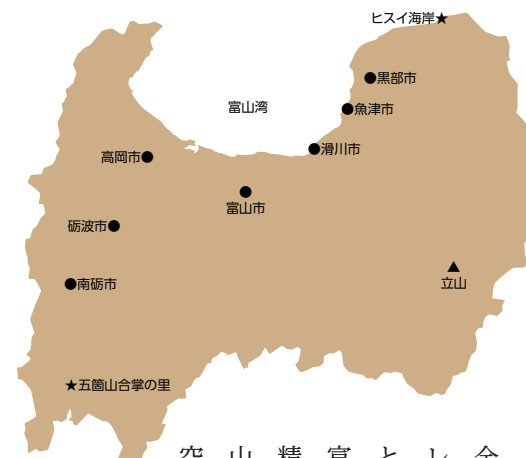 ヒスイ海岸★
●黒部市
富山湾
●魚津市
高岡市●
●滑川市
富山市
砺波市●
立山
●南砺市
★五箇山合掌の里